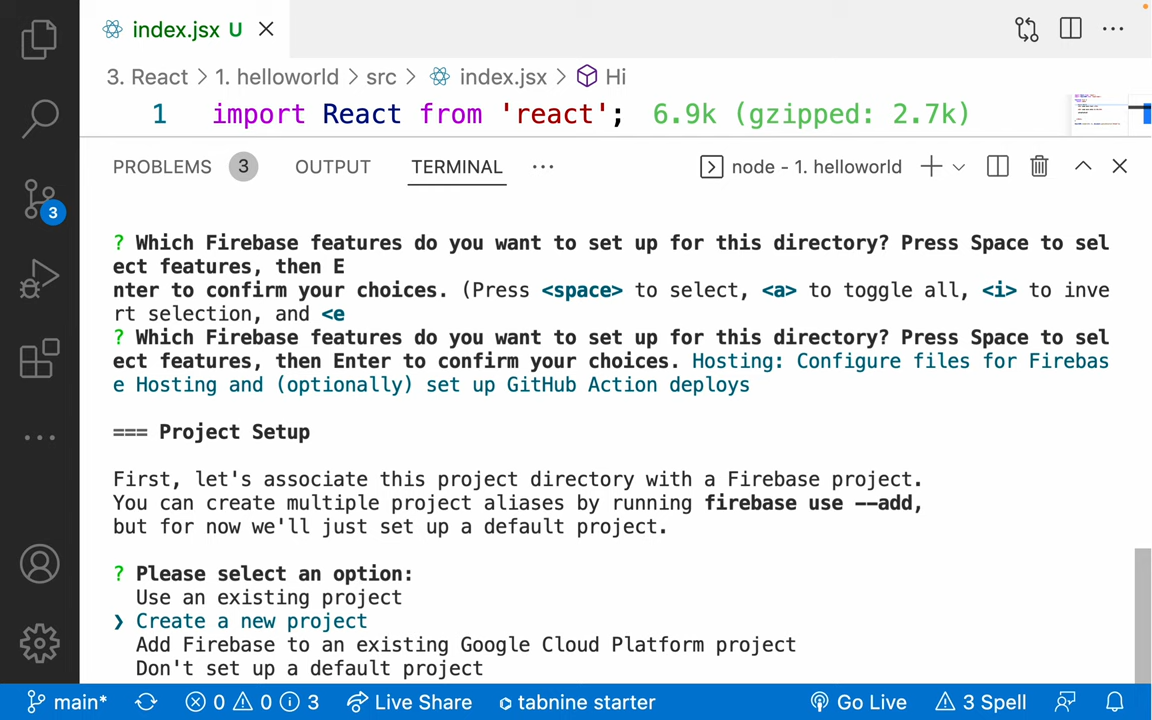 index.jsx U
3. React > 1. helloworld > src > index.jsx > Hi
1 import React from 'react'; 6.9k (gzipped: 2.7k)
PROBLEMS 3 OUTPUT TERMINAL ... node - 1. helloworld
? Which Firebase features do you want to set up for this directory? Press Space to sel
ect features, then E
nter to confirm your choices. (Press <space> to select, <a> to toggle all, <i> to inve
rt selection, and <e
? Which Firebase features do you want to set up for this directory? Press Space to sel
ect features, then Enter to confirm your choices. Hosting: Configure files for Firebas
e Hosting and (optionally) set up GitHub Action deploys
=== Project Setup
First, let's associate this project directory with a Firebase project.
You can create multiple project aliases by running firebase use --add,
but for now we'll just set up a default project.
? Please select an option:
Use an existing project
❯ Create a new project
Add Firebase to an existing Google Cloud Platform project
Don't set up a default project
3
main* 0 0 3 Live Share tabnine starter Go Live 3 Spell